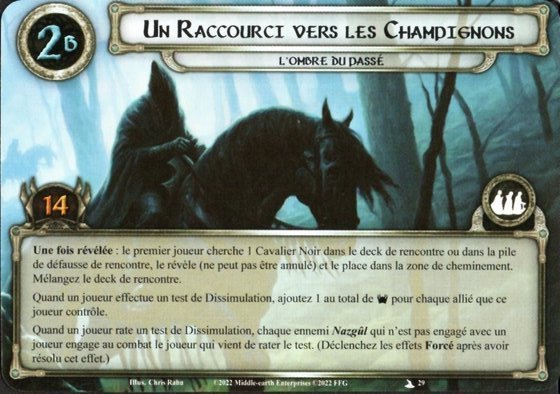 2B
Un Raccourci vers les Champignons
L'Ombre du Passé
14
Une fois révélée : le premier joueur cherche 1 Cavalier Noir dans le deck de rencontre ou dans la pile
de défausse de rencontre, le révèle (ne peut pas être annulé) et le place dans la zone de cheminement.
Mélangez le deck de rencontre.
Quand un joueur effectue un test de Dissimulation, ajoutez 1 au total de pour chaque allié que ce
joueur contrôle.
Quand un joueur rate un test de Dissimulation, chaque ennemi Nazgûl qui n'est pas engagé avec un
joueur engage au combat le joueur qui vient de rater le test. (Déclenchez les effets Forcé après avoir
résolu cet effet.)
Illus. Chris Rahn ©2022 Middle-earth Enterprises ©2022 FFG 29